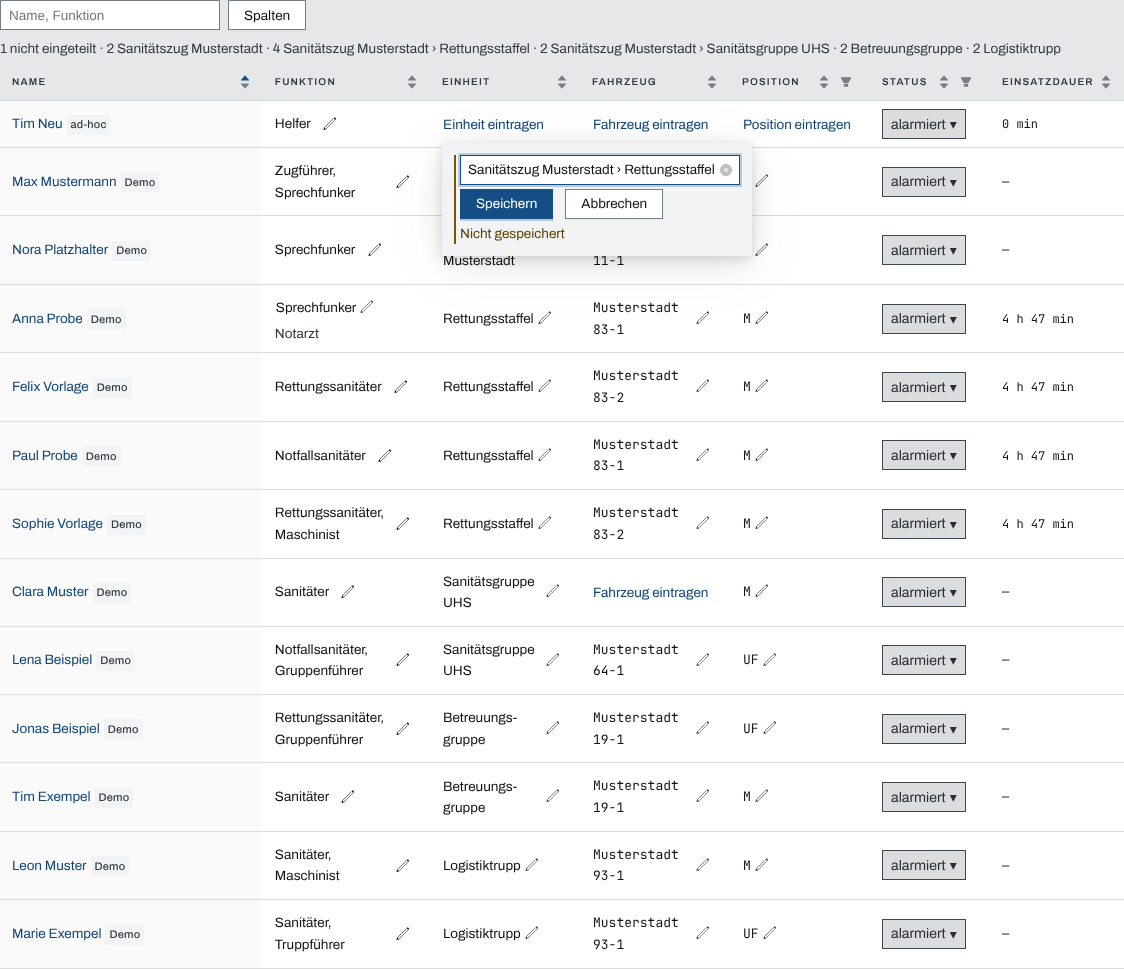 Name, Funktion
Spalten
1 nicht eingeteilt · 2 Sanitätszug Musterstadt · 4 Sanitätszug Musterstadt › Rettungsstaffel · 2 Sanitätszug Musterstadt › Sanitätsgruppe UHS · 2 Betreuungsgruppe · 2 Logistiktrupp
NAME FUNKTION EINHEIT FAHRZEUG POSITION STATUS EINSATZDAUER
Tim Neu ad-hoc Helfer Einheit eintragen Fahrzeug eintragen Position eintragen alarmiert ▾ 0 min
Sanitätszug Musterstadt › Rettungsstaffel
Speichern Abbrechen
Nicht gespeichert
Max Mustermann Demo Zugführer, alarmiert ▾ –
Sprechfunker
Nora Platzhalter Demo Sprechfunker alarmiert ▾ –
Musterstadt 11-1
Anna Probe Demo Sprechfunker Rettungsstaffel Musterstadt M alarmiert ▾ 4 h 47 min
Notarzt 83-1
Felix Vorlage Demo Rettungssanitäter Rettungsstaffel Musterstadt M alarmiert ▾ 4 h 47 min
83-2
Paul Probe Demo Notfallsanitäter Rettungsstaffel Musterstadt M alarmiert ▾ 4 h 47 min
83-1
Sophie Vorlage Demo Rettungssanitäter, Rettungsstaffel Musterstadt M alarmiert ▾ 4 h 47 min
Maschinist 83-2
Clara Muster Demo Sanitäter Sanitätsgruppe Fahrzeug eintragen M alarmiert ▾ –
UHS
Lena Beispiel Demo Notfallsanitäter, Sanitätsgruppe Musterstadt UF alarmiert ▾ –
Gruppenführer UHS 64-1
Jonas Beispiel Demo Rettungssanitäter, Betreuungs- Musterstadt UF alarmiert ▾ –
Gruppenführer gruppe 19-1
Tim Exempel Demo Sanitäter Betreuungs- Musterstadt M alarmiert ▾ –
gruppe 19-1
Leon Muster Demo Sanitäter, Logistiktrupp Musterstadt M alarmiert ▾ –
Maschinist 93-1
Marie Exempel Demo Sanitäter, Logistiktrupp Musterstadt UF alarmiert ▾ –
Truppführer 93-1